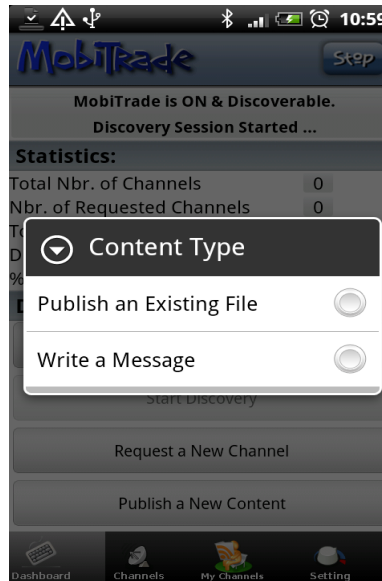 10:59
MobiTrade
Stop
MobiTrade is ON & Discoverable.
Discovery Session Started ...
Statistics:
Total Nbr. of Channels 0
Nbr. of Requested Channels 0
Content Type
Publish an Existing File
Write a Message
Start Discovery
Request a New Channel
Publish a New Content
Dashboard
Channels
My Channels
Setting